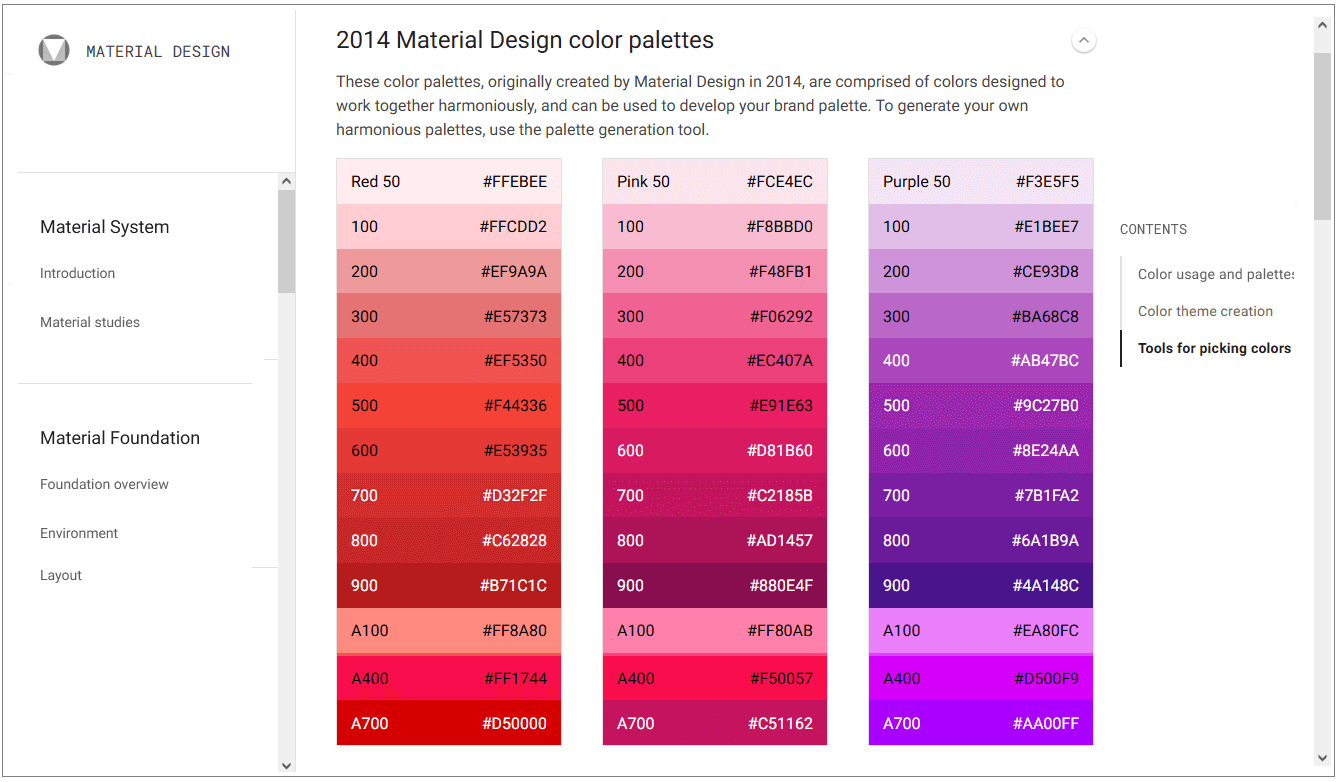 MATERIAL DESIGN
Material System
Introduction
Material studies
Material Foundation
Foundation overview
Environment
Layout
2014 Material Design color palettes
These color palettes, originally created by Material Design in 2014, are comprised of colors designed to
work together harmoniously, and can be used to develop your brand palette. To generate your own
harmonious palettes, use the palette generation tool.
Red 50 #FFEBEE
100 #FFCDD2
200 #EF9A9A
300 #E57373
400 #EF5350
500 #F44336
600 #E53935
700 #D32F2F
800 #C62828
900 #B71C1C
A100 #FF8A80
A400 #FF1744
A700 #D50000
Pink 50 #FCE4EC
100 #F8BBD0
200 #F48FB1
300 #F06292
400 #EC407A
500 #E91E63
600 #D81B60
700 #C2185B
800 #AD1457
900 #880E4F
A100 #FF80AB
A400 #F50057
A700 #C51162
Purple 50 #F3E5F5
100 #E1BEE7
200 #CE93D8
300 #BA68C8
400 #AB47BC
500 #9C27B0
600 #8E24AA
700 #7B1FA2
800 #6A1B9A
900 #4A148C
A100 #EA80FC
A400 #D500F9
A700 #AA00FF
CONTENTS
Color usage and palettes
Color theme creation
Tools for picking colors